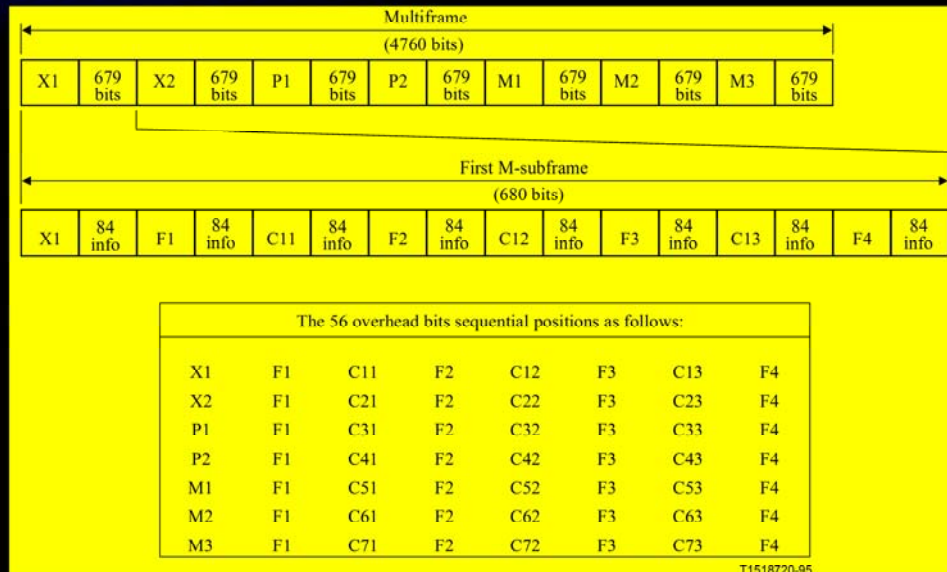 Multiframe
(4760 bits)
X1 679 bits X2 679 bits P1 679 bits P2 679 bits M1 679 bits M2 679 bits M3 679 bits
First M-subframe
(680 bits)
X1 84 info F1 84 info C11 84 info F2 84 info C12 84 info F3 84 info C13 84 info F4 84 info
The 56 overhead bits sequential positions as follows:
X1 F1 C11 F2 C12 F3 C13 F4
X2 F1 C21 F2 C22 F3 C23 F4
P1 F1 C31 F2 C32 F3 C33 F4
P2 F1 C41 F2 C42 F3 C43 F4
M1 F1 C51 F2 C52 F3 C53 F4
M2 F1 C61 F2 C62 F3 C63 F4
M3 F1 C71 F2 C72 F3 C73 F4
T1518720-95